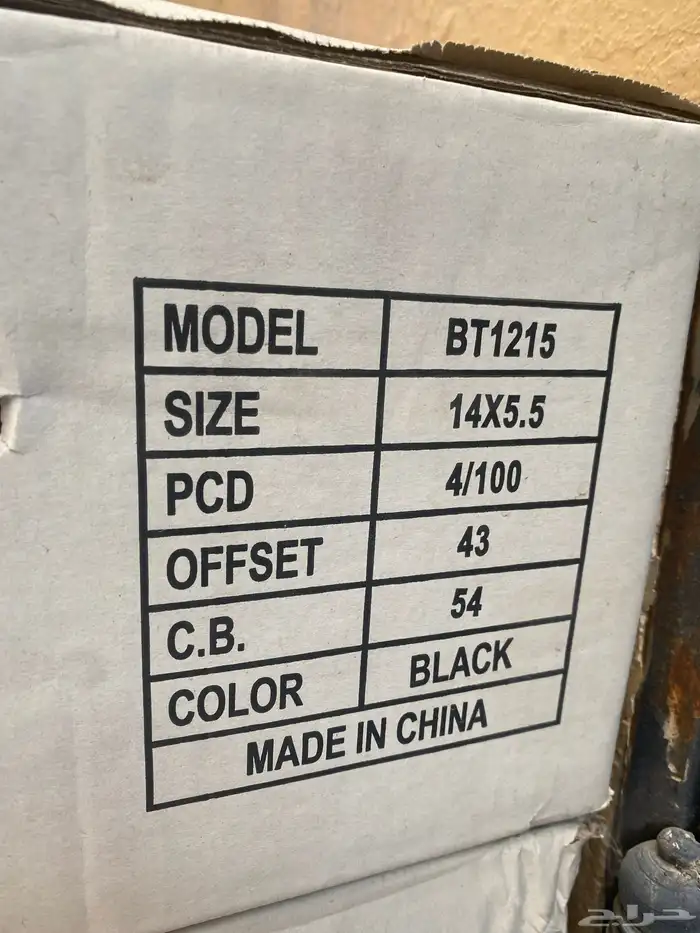 MODEL BT1215
SIZE 14X5.5
PCD 4/100
OFFSET 43
C.B. 54
COLOR BLACK
MADE IN CHINA
حراج